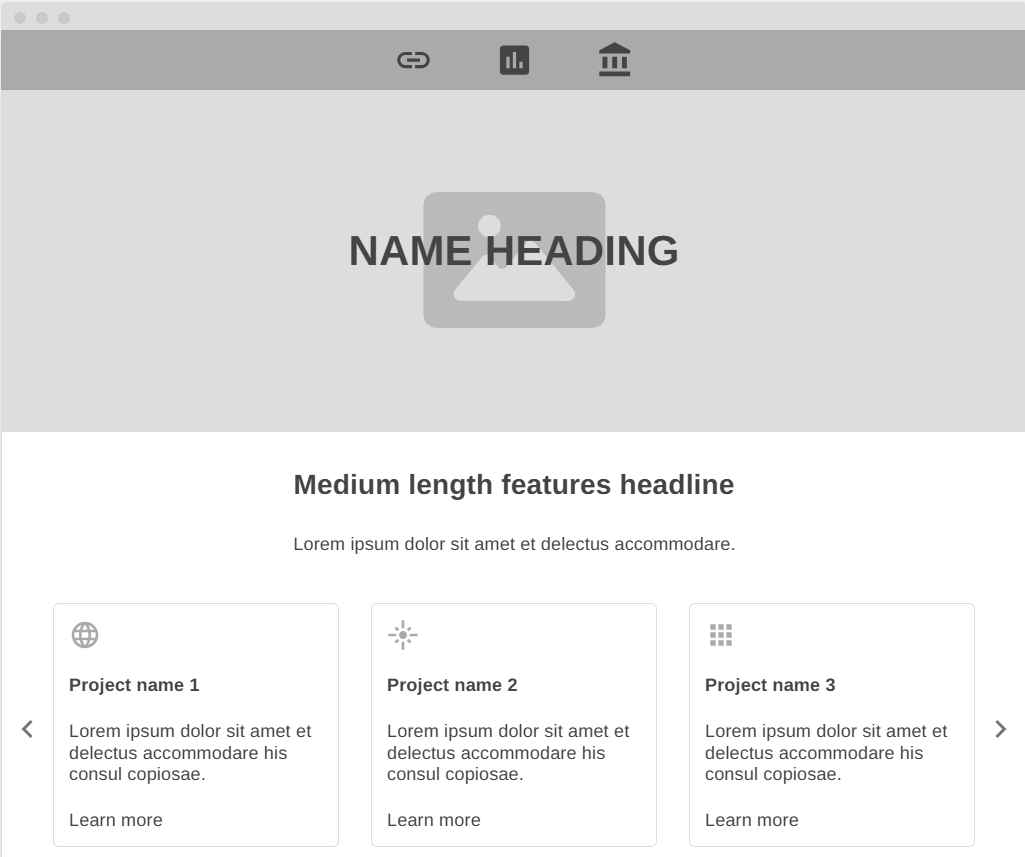 NAME HEADING
Medium length features headline
Lorem ipsum dolor sit amet et delectus accommodare.
Project name 1
Lorem ipsum dolor sit amet et
delectus accommodare his
consul copiosae.
Learn more
Project name 2
Lorem ipsum dolor sit amet et
delectus accommodare his
consul copiosae.
Learn more
Project name 3
Lorem ipsum dolor sit amet et
delectus accommodare his
consul copiosae.
Learn more